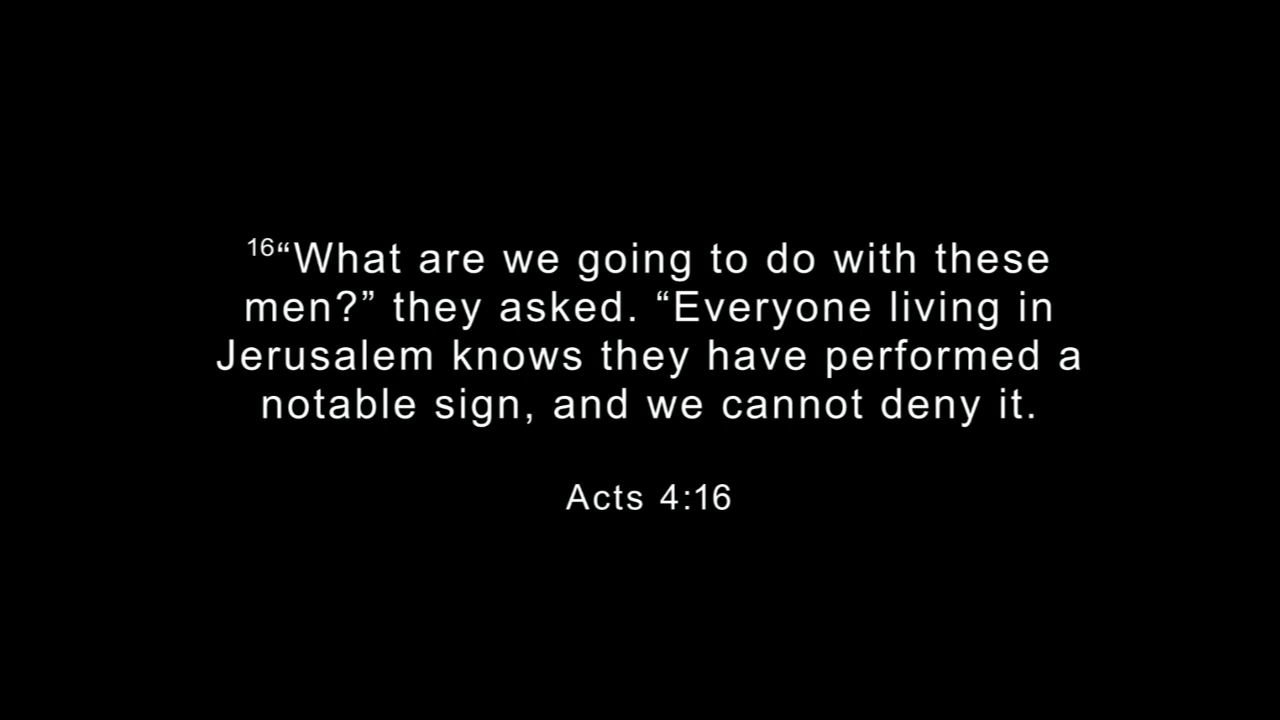 16“What are we going to do with these
men?” they asked. “Everyone living in
Jerusalem knows they have performed a
notable sign, and we cannot deny it.
Acts 4:16